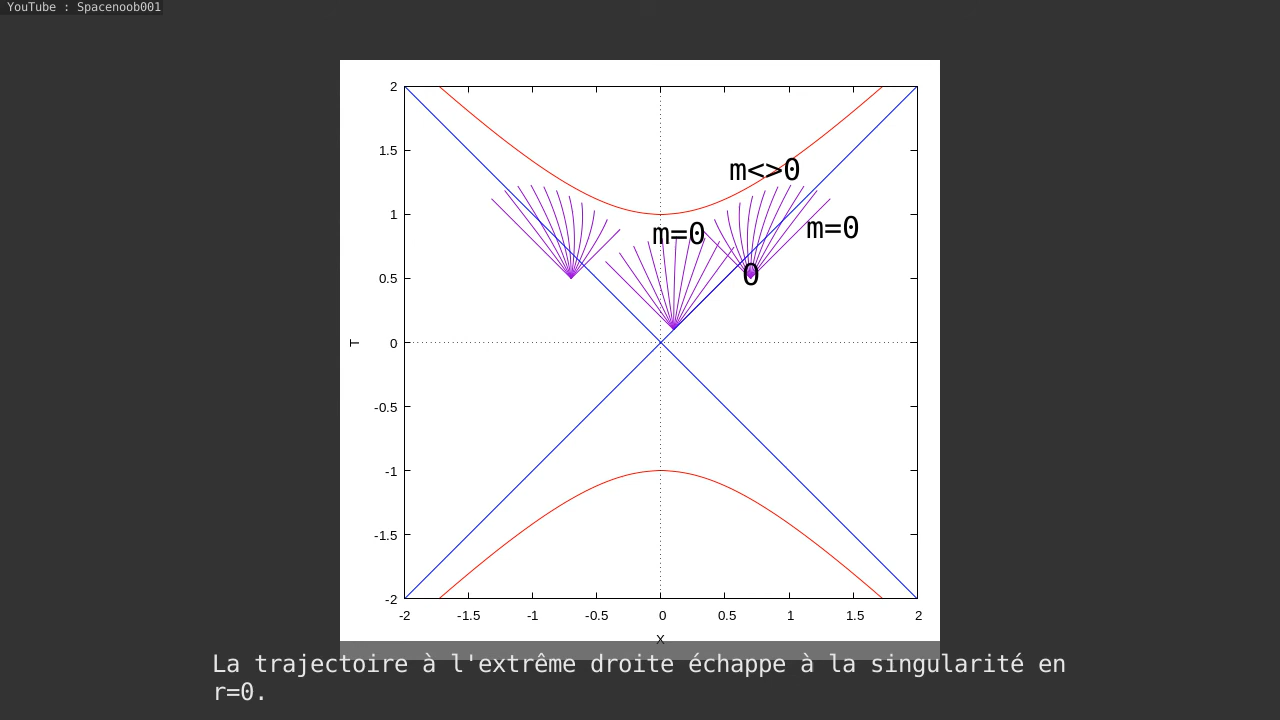 YouTube : Spacenoob001
2
1.5
1
0.5
0
-0.5
-1
-1.5
-2
T
m<>0
m=0
m=0
0
-2 -1.5 -1 -0.5 0 0.5 1 1.5 2
X
La trajectoire à l'extrême droite échappe à la singularité en
r=0.